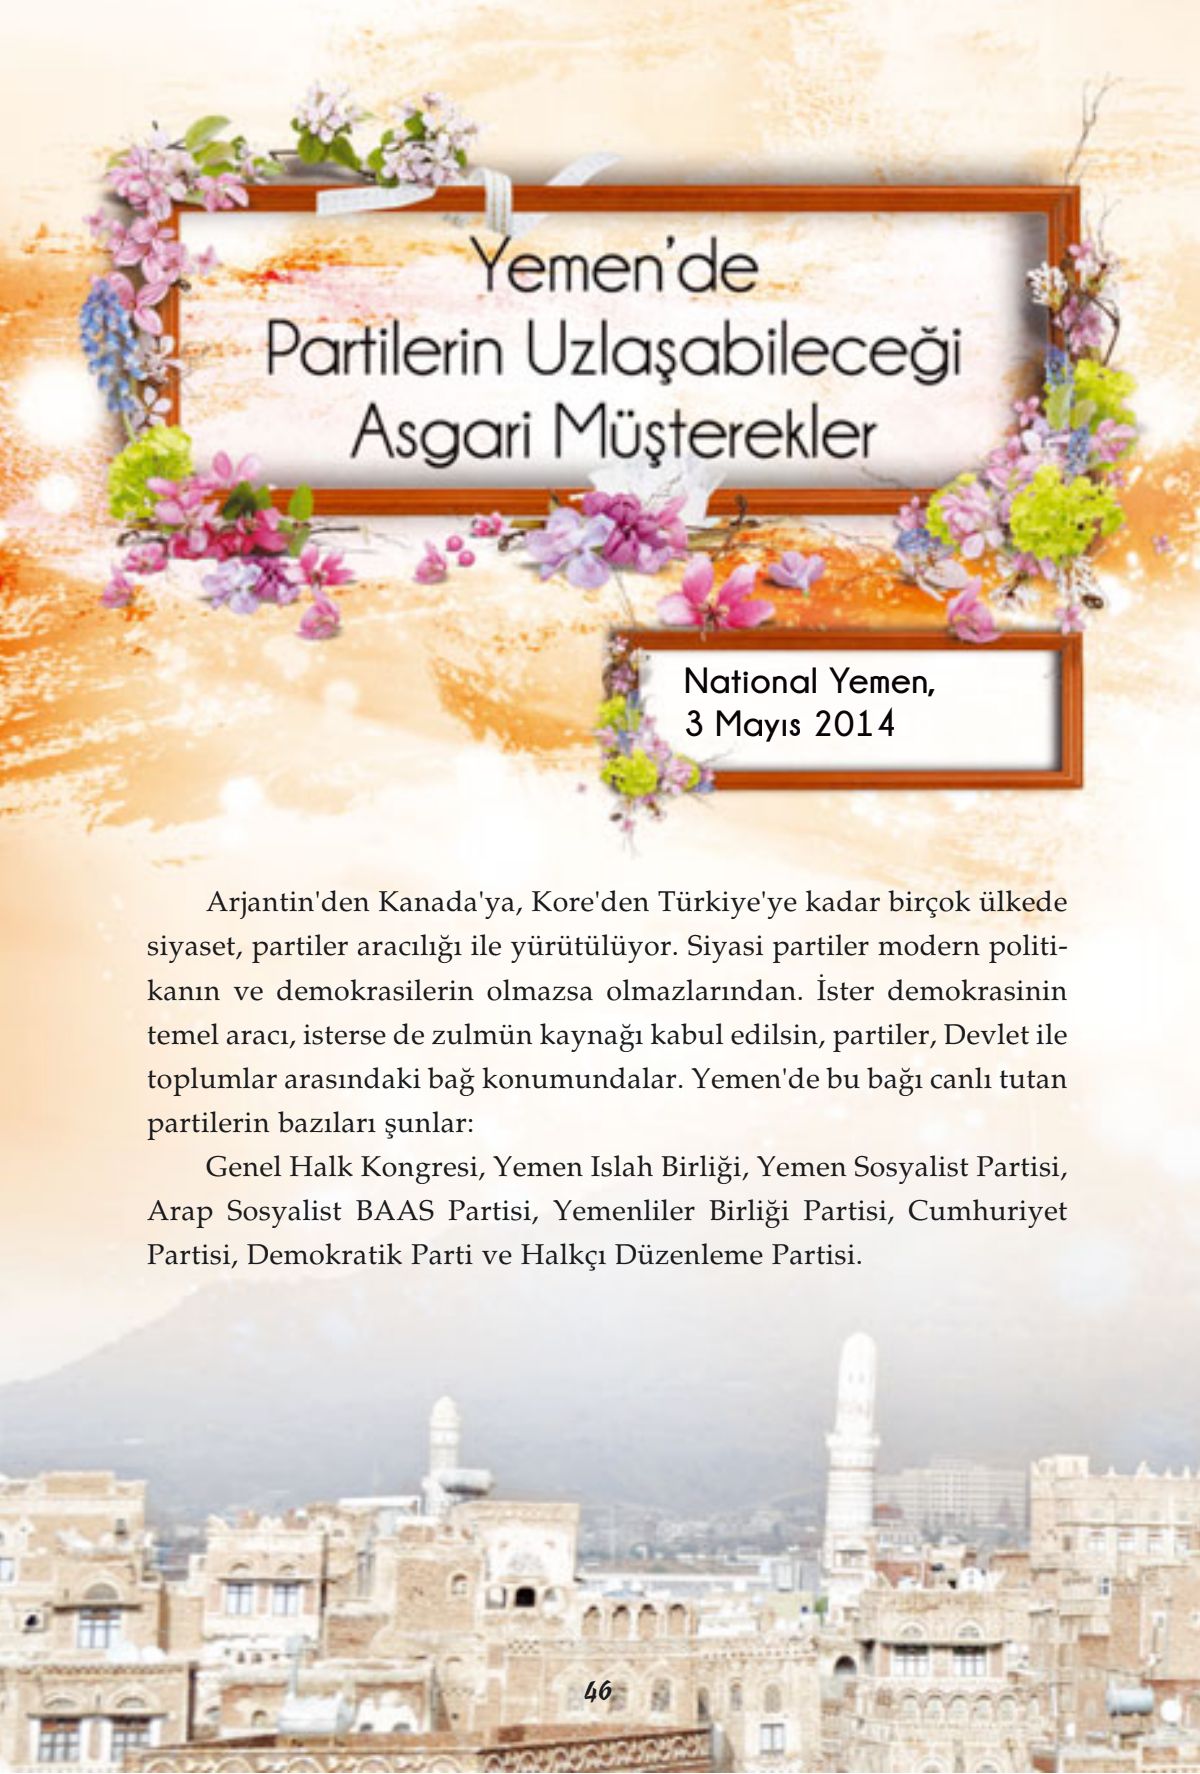 Yemen'de
Partilerin Uzlaşabileceği
Asgari Müşterekler
National Yemen,
3 Mayıs 2014
Arjantin'den Kanada'ya, Kore'den Türkiye'ye kadar birçok ülkede
siyaset, partiler aracılığı ile yürütülüyor. Siyasi partiler modern politi-
kanın ve demokrasilerin olmazsa olmazlarından. İster demokrasinin
temel aracı, isterse de zulmün kaynağı kabul edilsin, partiler, Devlet ile
toplumlar arasındaki bağ konumundalar. Yemen'de bu bağı canlı tutan
partilerin bazıları şunlar:
Genel Halk Kongresi, Yemen Islah Birliği, Yemen Sosyalist Partisi,
Arap Sosyalist BAAS Partisi, Yemenliler Birliği Partisi, Cumhuriyet
Partisi, Demokratik Parti ve Halkçı Düzenleme Partisi.
46